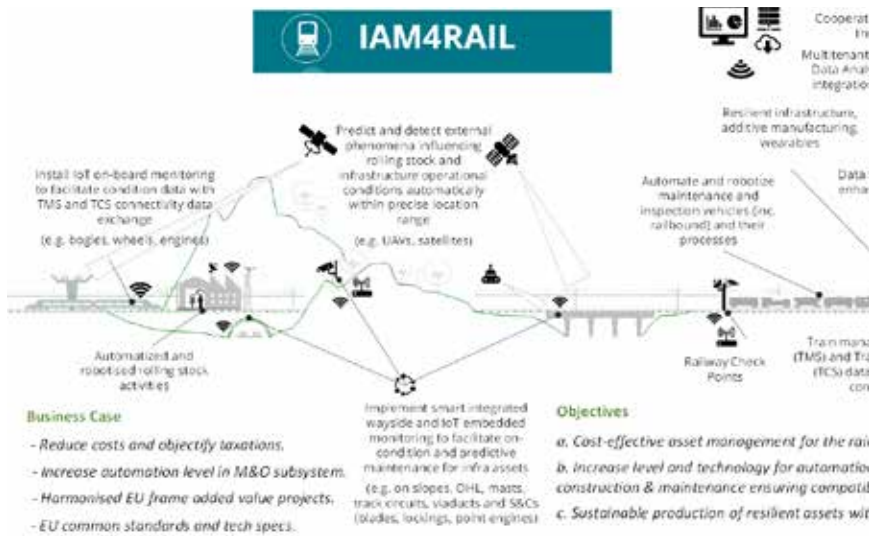 IAM4RAIL
Cooperat
Multitenant
Data Anal
integration
Resilient infrastructure,
additive manufacturing,
wearables
Predict and detect external
phenomena influencing
rolling stock and
infrastructure operational
conditions automatically
within precise location
range
(e.g. UAVs, satellites)
Install IoT on-board monitoring
to facilitate condition data with
TMS and TCS connectivity data
exchange
(e.g. bogies, wheels, engines)
Automate and robotize
maintenance and
inspection vehicles (inc.
railbound) and their
processes
Data
enha
Automatized and
robotised rolling stock
activities
Railway Check
Points
Train mana
(TMS) and Tra
(TCS) data
con
Implement smart integrated
wayside and IoT embedded
monitoring to facilitate on-
condition and predictive
maintenance for infra assets
(e.g. on slopes, OHL, masts,
track circuits, viaducts and S&Cs
(blades, lockings, point engines)
Business Case
- Reduce costs and objectify taxations.
- Increase automation level in M&O subsystem.
- Harmonised EU frame added value projects.
- EU common standards and tech specs.
Objectives
a. Cost-effective asset management for the rai
b. Increase level and technology for automation
construction & maintenance ensuring compatib
c. Sustainable production of resilient assets wit